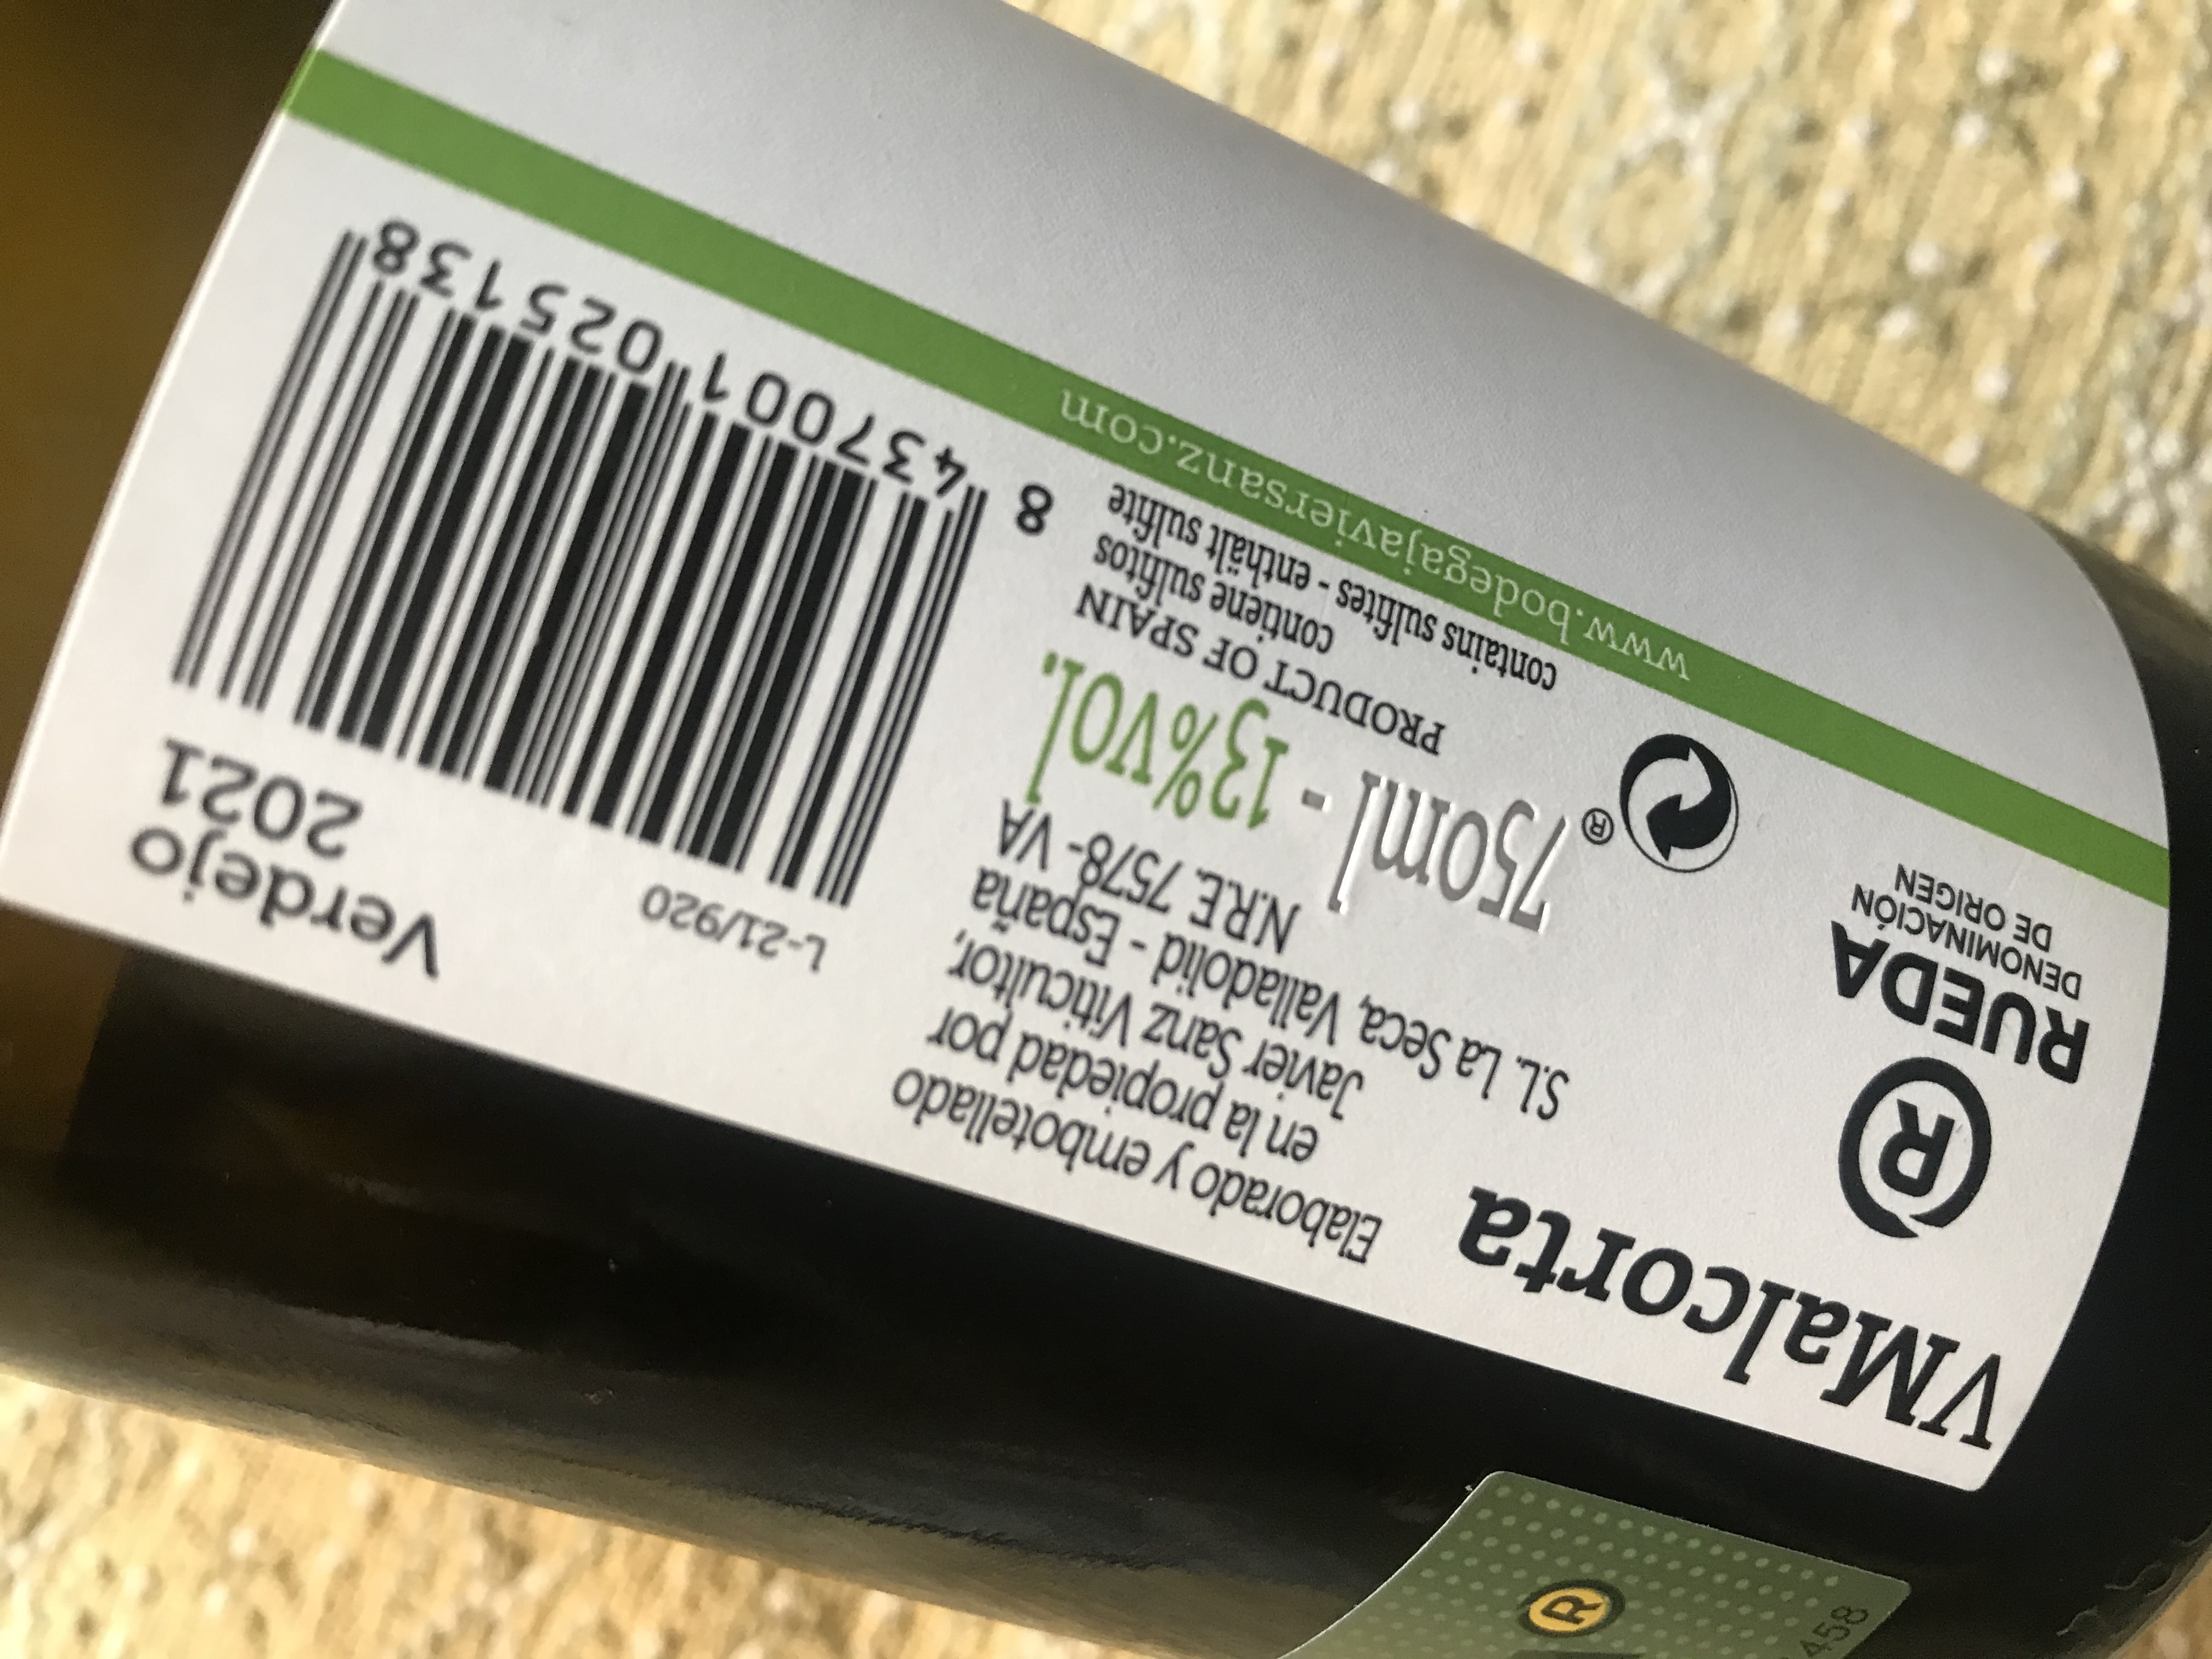 VMalcorta
R
RUEDA
DENOMINACIÓN
DE ORIGEN
Elaborado y embotellado
en la propiedad por
Javier Sanz Viticultor,
S.L. La Seca, Valladolid - España
N.R.E. 7578- VA
750ml - 13%vol.
®
PRODUCT OF SPAIN
contiene sulfitos
contains sulfites - enthält sulfite
www.bodegajaviersanz.com
Verdejo
2021
L-21/920
8 437001 025138
R
458